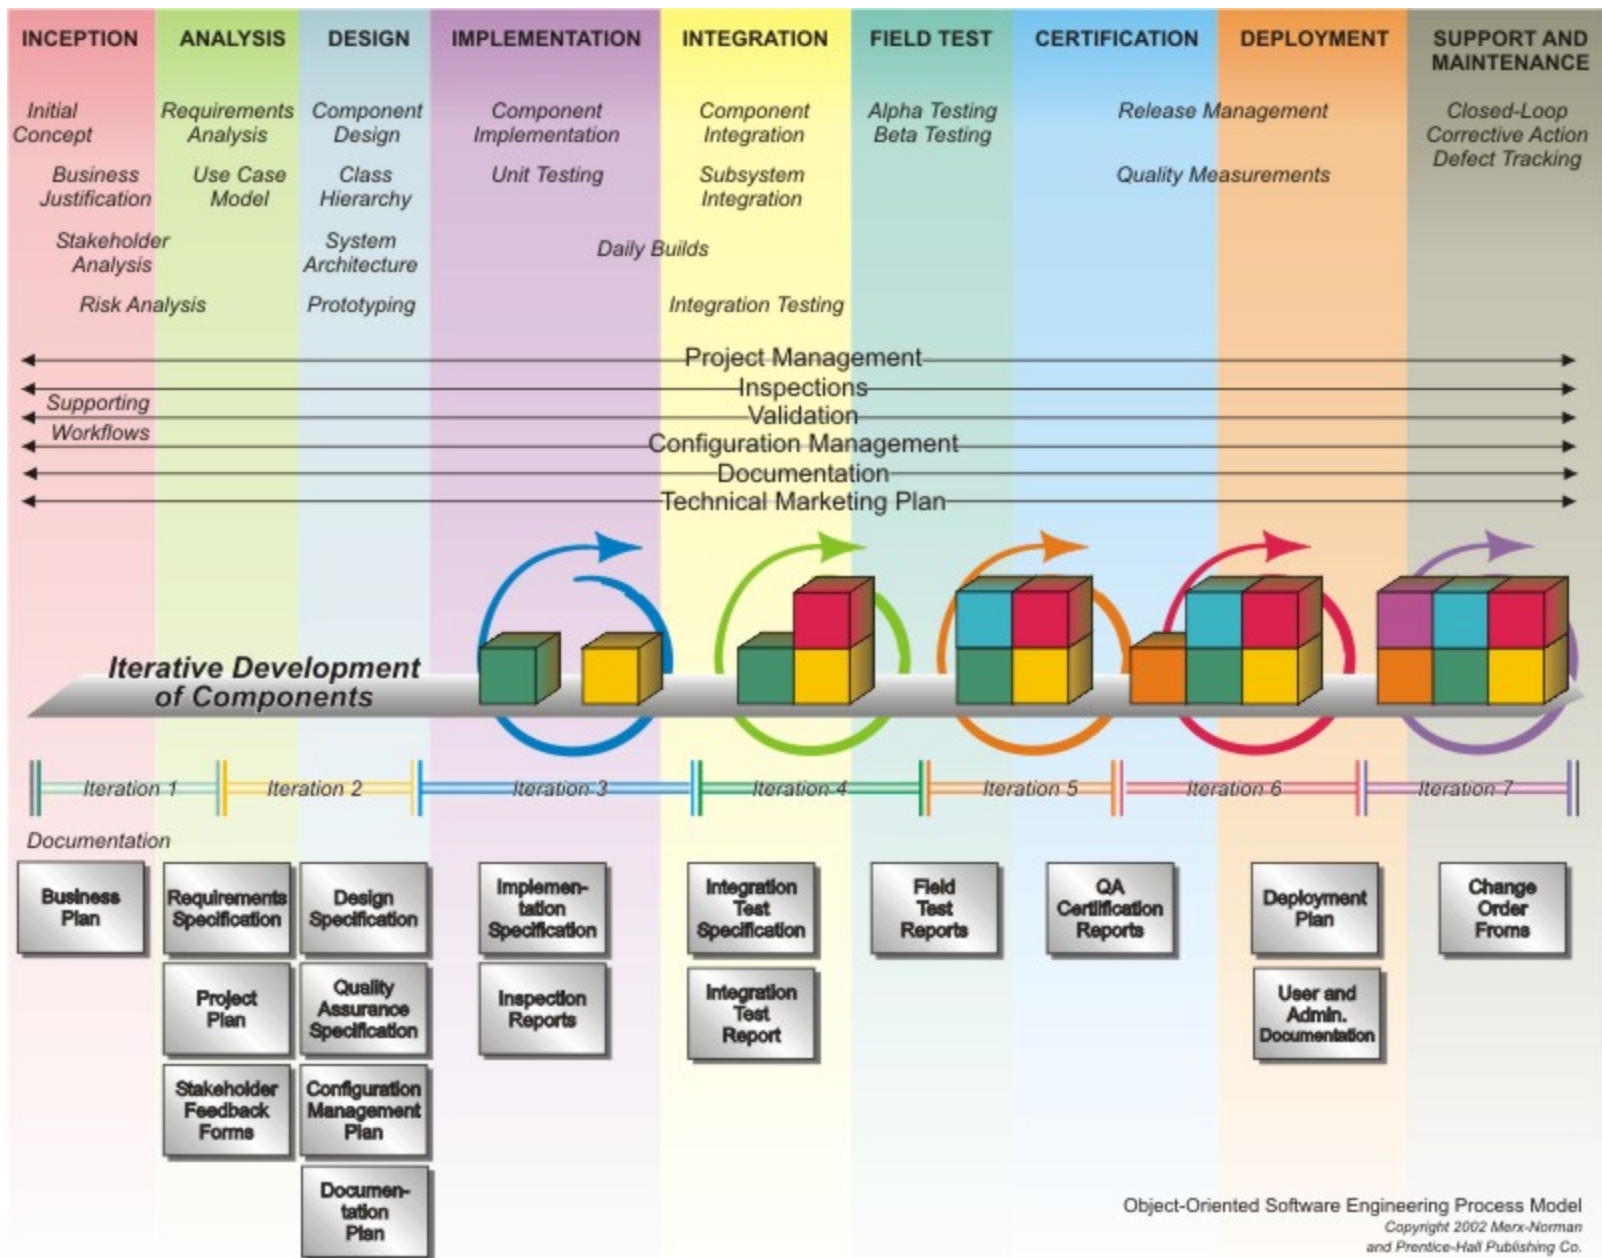 INCEPTION
ANALYSIS
DESIGN
IMPLEMENTATION
INTEGRATION
FIELD TEST
CERTIFICATION
DEPLOYMENT
SUPPORT AND
MAINTENANCE
Initial
Concept
Business
Justification
Stakeholder
Analysis
Risk Analysis
Requirements
Analysis
Use Case
Model
Component
Design
Class
Hierarchy
System
Architecture
Prototyping
Component
Implementation
Unit Testing
Daily Builds
Component
Integration
Subsystem
Integration
Integration Testing
Alpha Testing
Beta Testing
Release Management
Quality Measurements
Closed-Loop
Corrective Action
Defect Tracking
Supporting
Workflows
Project Management
Inspections
Validation
Configuration Management
Documentation
Technical Marketing Plan
Iterative Development
of Components
Iteration 1
Iteration 2
Iteration 3
Iteration 4
Iteration 5
Iteration 6
Iteration 7
Documentation
Business
Plan
Requirements
Specification
Project
Plan
Stakeholder
Feedback
Forms
Design
Specification
Quality
Assurance
Specification
Configuration
Management
Plan
Documen-
tation
Plan
Implemen-
tation
Specification
Inspection
Reports
Integration
Test
Specification
Integration
Test
Report
Field
Test
Reports
QA
Certlification
Reports
Deployment
Plan
User and
Admin.
Documentation
Change
Order
Froms
Object-Oriented Software Engineering Process Model
Copyright 2002 Merx-Norman
and Prentice-Hall Publishing Co.